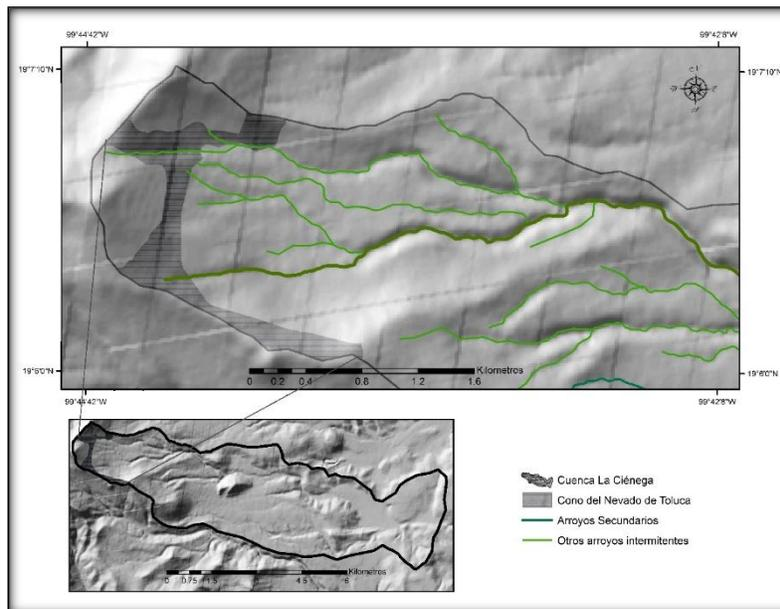 99°44'42"W
99°42'8"W
19°7'10"N
19°7'10"N
Kilometros
0 0.2 0.4 0.8 1.2 1.6
19°6'0"N
19°6'0"N
99°44'42"W
99°42'8"W
Cuenca La Ciénega
Cono del Nevado de Toluca
Arroyos Secundarios
Otros arroyos intermitentes
Kilometros
0 0.75 1.5 3 4.5 6